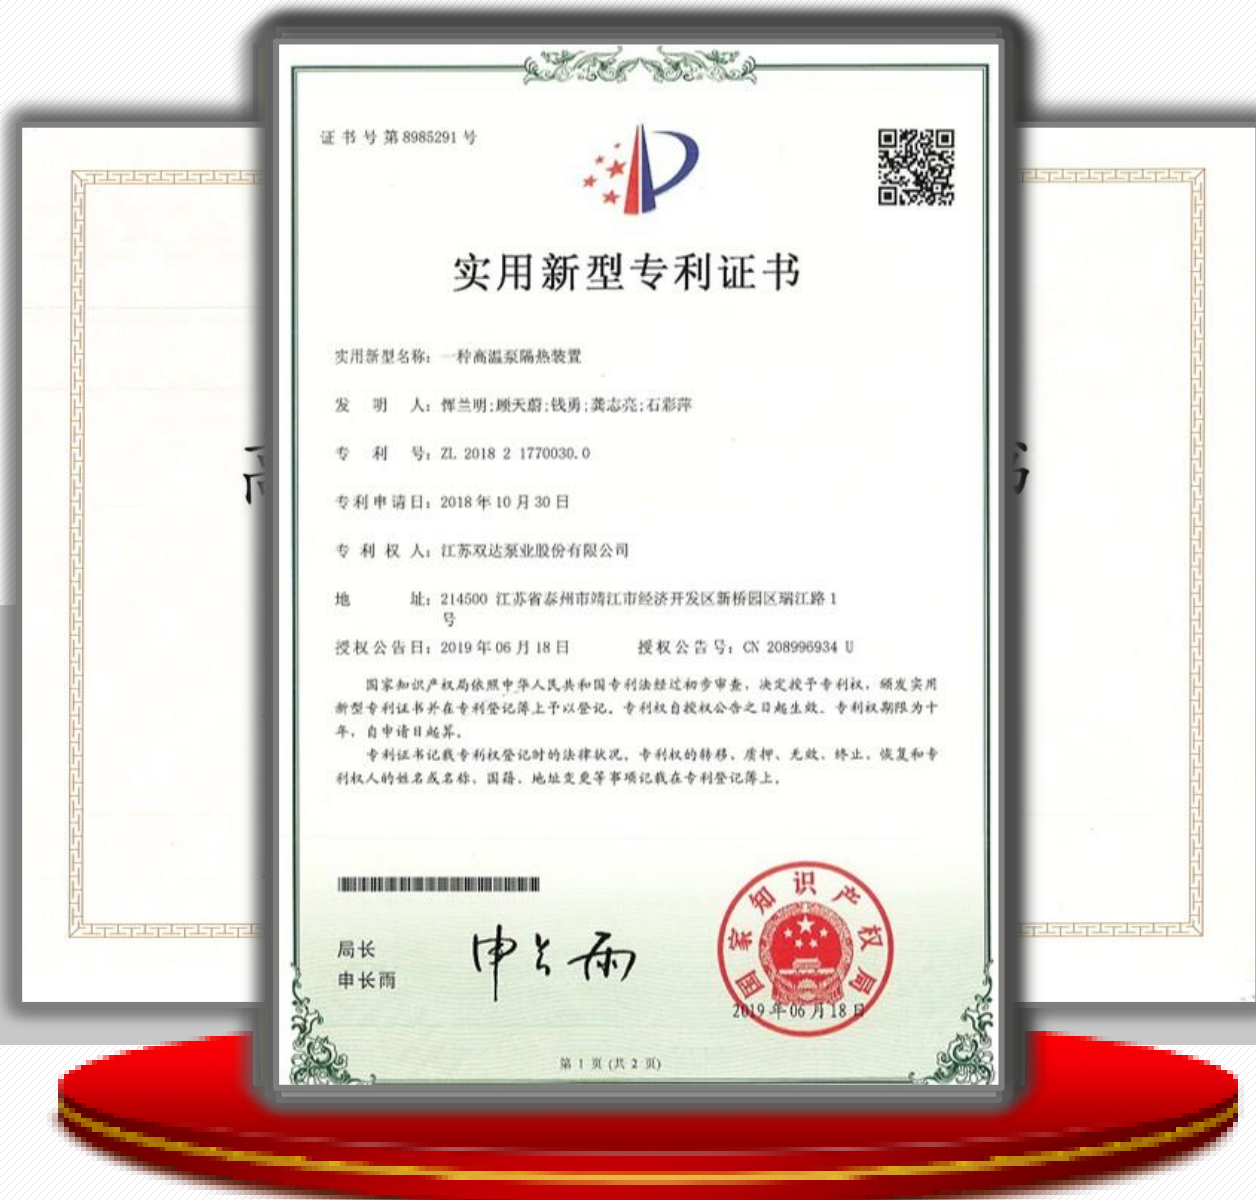 证书号第8985291号
实用新型专利证书
实用新型名称：一种高温泵隔热装置
发明人：恽兰明;顾天蔚;钱勇;龚志亮;石彩萍
专利号：ZL 2018 2 1770030.0
专利申请日：2018年10月30日
专利权人：江苏双达泵业股份有限公司
地址：214500 江苏省泰州市靖江市经济开发区新桥园区瑞江路1
号
授权公告日：2019年06月18日 授权公告号：CN 208996934 U
国家知识产权局依照中华人民共和国专利法经过初步审查，决定授予专利权，颁发实用
新型专利证书并在专利登记簿上予以登记。专利权自授权公告之日起生效。专利权期限为十
年，自申请日起算。
专利证书记载专利权登记时的法律状况。专利权的转移、质押、无效、终止、恢复和专
利权人的姓名或名称、国籍、地址变更等事项记载在专利登记簿上。
局长
申长雨
申长雨
国家知识产权局
2019年06月18日
第 1 页 (共 2 页)